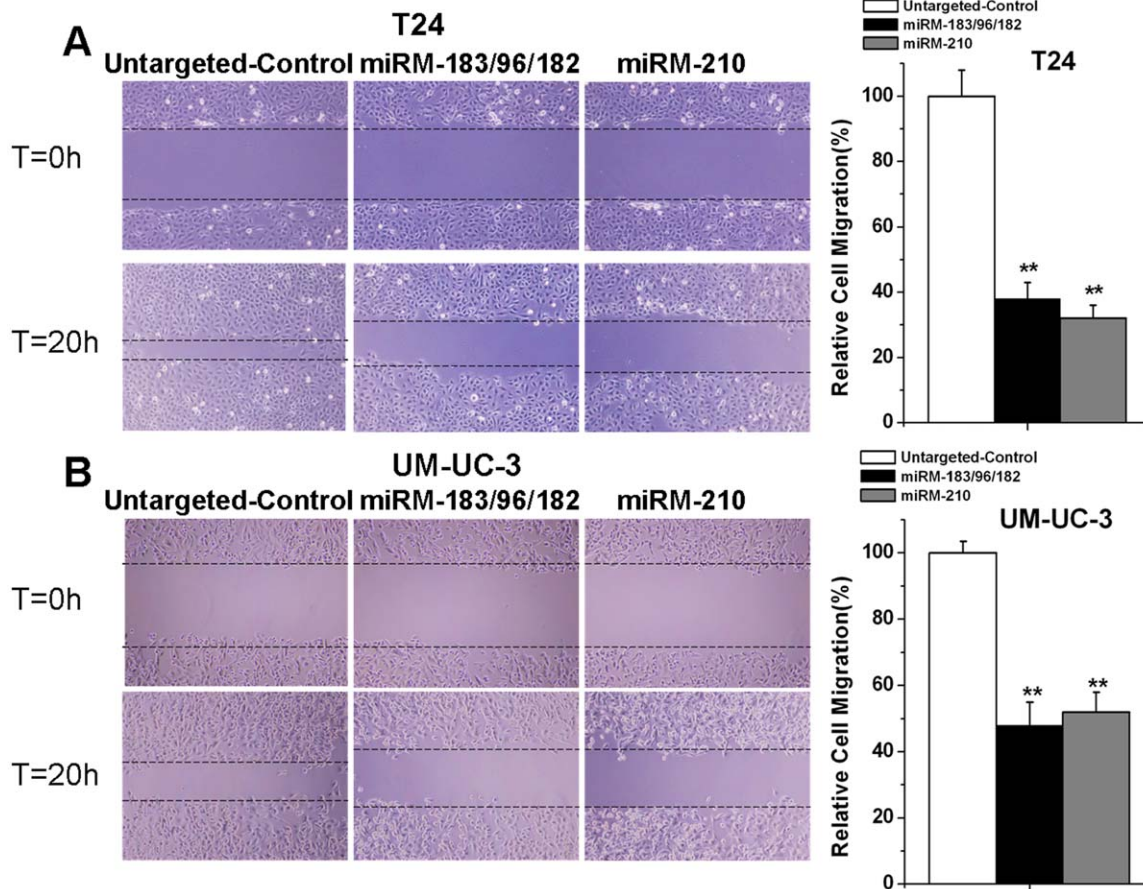 A
T24
Untargeted-Control miRM-183/96/182 miRM-210
T=0h
T=20h
Untargeted-Control
miRM-183/96/182
miRM-210
T24
Relative Cell Migration(%)
100
80
60
40
20
0
**
**
B
UM-UC-3
Untargeted-Control miRM-183/96/182 miRM-210
T=0h
T=20h
Untargeted-Control
miRM-183/96/182
miRM-210
UM-UC-3
Relative Cell Migration(%)
100
80
60
40
20
0
**
**